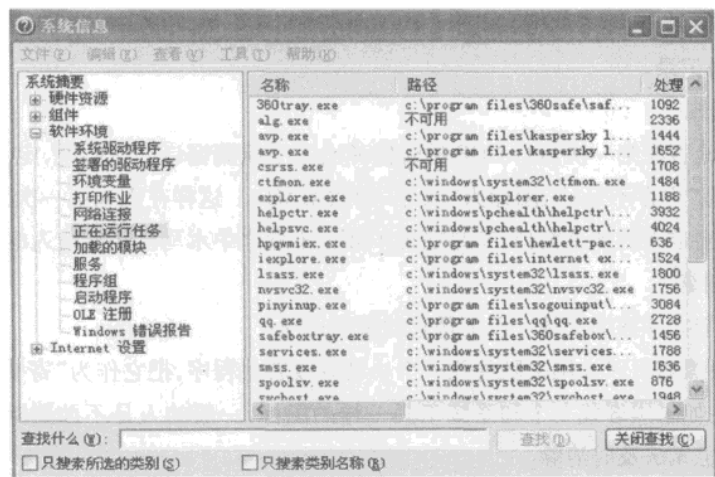 系统信息
文件(F) 编辑(E) 查看(V) 工具(T) 帮助(H)
系统摘要
硬件资源
组件
软件环境
系统驱动程序
签署的驱动程序
环境变量
打印作业
网络连接
正在运行任务
加载的模块
服务
程序组
启动程序
OLE 注册
Windows 错误报告
Internet 设置
名称 路径 处理
360tray.exe c:\program files\360safe\saf... 1092
alg.exe 不可用 2336
avp.exe c:\program files\kaspersky l... 1444
avp.exe c:\program files\kaspersky l... 1652
csrss.exe 不可用 1708
ctfmon.exe c:\windows\system32\ctfmon.exe 1484
explorer.exe c:\windows\explorer.exe 1188
helpctr.exe c:\windows\pchealth\helpctr\... 3932
helpsvc.exe c:\windows\pchealth\helpctr\... 4024
hpqwmiex.exe c:\program files\hewlett-pac... 636
iexplore.exe c:\program files\internet ex... 1524
lsass.exe c:\windows\system32\lsass.exe 1800
nvsvc32.exe c:\windows\system32\nvsvc32.exe 1756
pinyinup.exe c:\program files\sogouinput\... 3084
qq.exe c:\program files\qq\qq.exe 2728
safeboxtray.exe c:\program files\360safebox\... 1456
services.exe c:\windows\system32\services... 1788
smss.exe c:\windows\system32\smss.exe 1636
spoolsv.exe c:\windows\system32\spoolsv.exe 876
svchost.exe c:\windows\system32\svchost.exe 1948
查找什么(W): 查找(D) 关闭查找(C)
只搜索所选的类别(S) 只搜索类别名称(R)